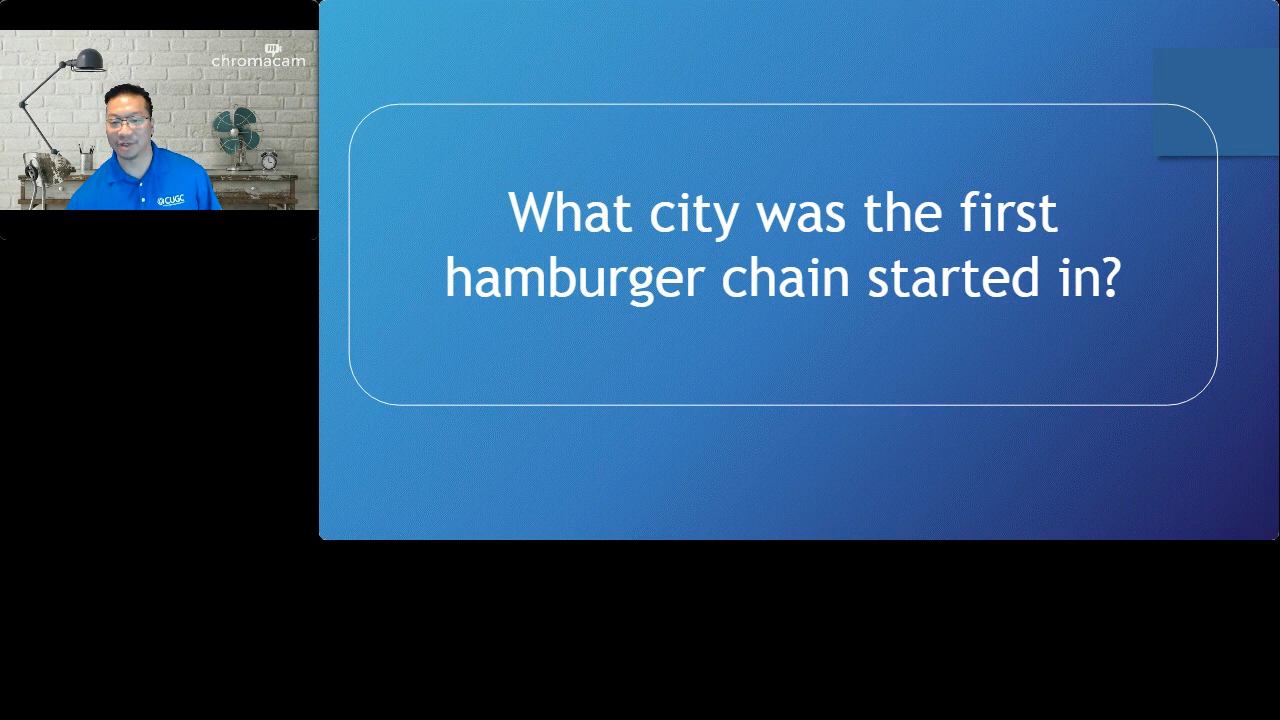 chromacam
CUGC
What city was the first
hamburger chain started in?